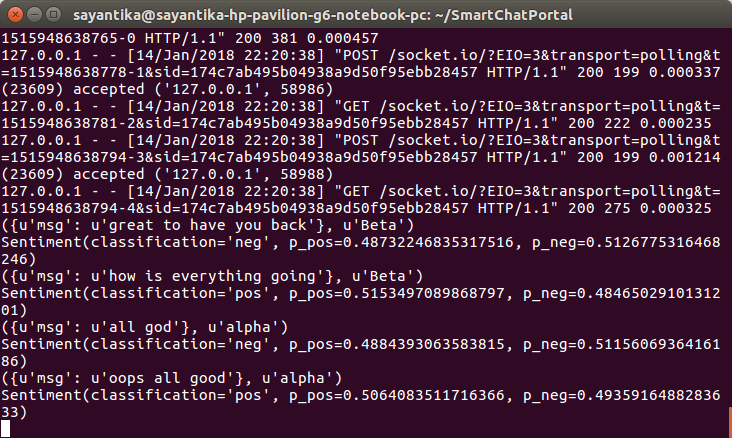 sayantika@sayantika-hp-pavilion-g6-notebook-pc: ~/SmartChatPortal
1515948638765-0 HTTP/1.1" 200 381 0.000457
127.0.0.1 - - [14/Jan/2018 22:20:38] "POST /socket.io/?EIO=3&transport=polling&t
=1515948638778-1&sid=174c7ab495b04938a9d50f95ebb28457 HTTP/1.1" 200 199 0.000337
(23609) accepted ('127.0.0.1', 58986)
127.0.0.1 - - [14/Jan/2018 22:20:38] "GET /socket.io/?EIO=3&transport=polling&t=
1515948638781-2&sid=174c7ab495b04938a9d50f95ebb28457 HTTP/1.1" 200 222 0.000235
127.0.0.1 - - [14/Jan/2018 22:20:38] "POST /socket.io/?EIO=3&transport=polling&t
=1515948638794-3&sid=174c7ab495b04938a9d50f95ebb28457 HTTP/1.1" 200 199 0.001214
(23609) accepted ('127.0.0.1', 58988)
127.0.0.1 - - [14/Jan/2018 22:20:38] "GET /socket.io/?EIO=3&transport=polling&t=
1515948638794-4&sid=174c7ab495b04938a9d50f95ebb28457 HTTP/1.1" 200 275 0.000325
({u'msg': u'great to have you back'}, u'Beta')
Sentiment(classification='neg', p_pos=0.48732246835317516, p_neg=0.5126775316468
246)
({u'msg': u'how is everything going'}, u'Beta')
Sentiment(classification='pos', p_pos=0.5153497089868797, p_neg=0.48465029101312
01)
({u'msg': u'all god'}, u'alpha')
Sentiment(classification='neg', p_pos=0.4884393063583815, p_neg=0.51156069364161
86)
({u'msg': u'oops all good'}, u'alpha')
Sentiment(classification='pos', p_pos=0.5064083511716366, p_neg=0.49359164882836
33)